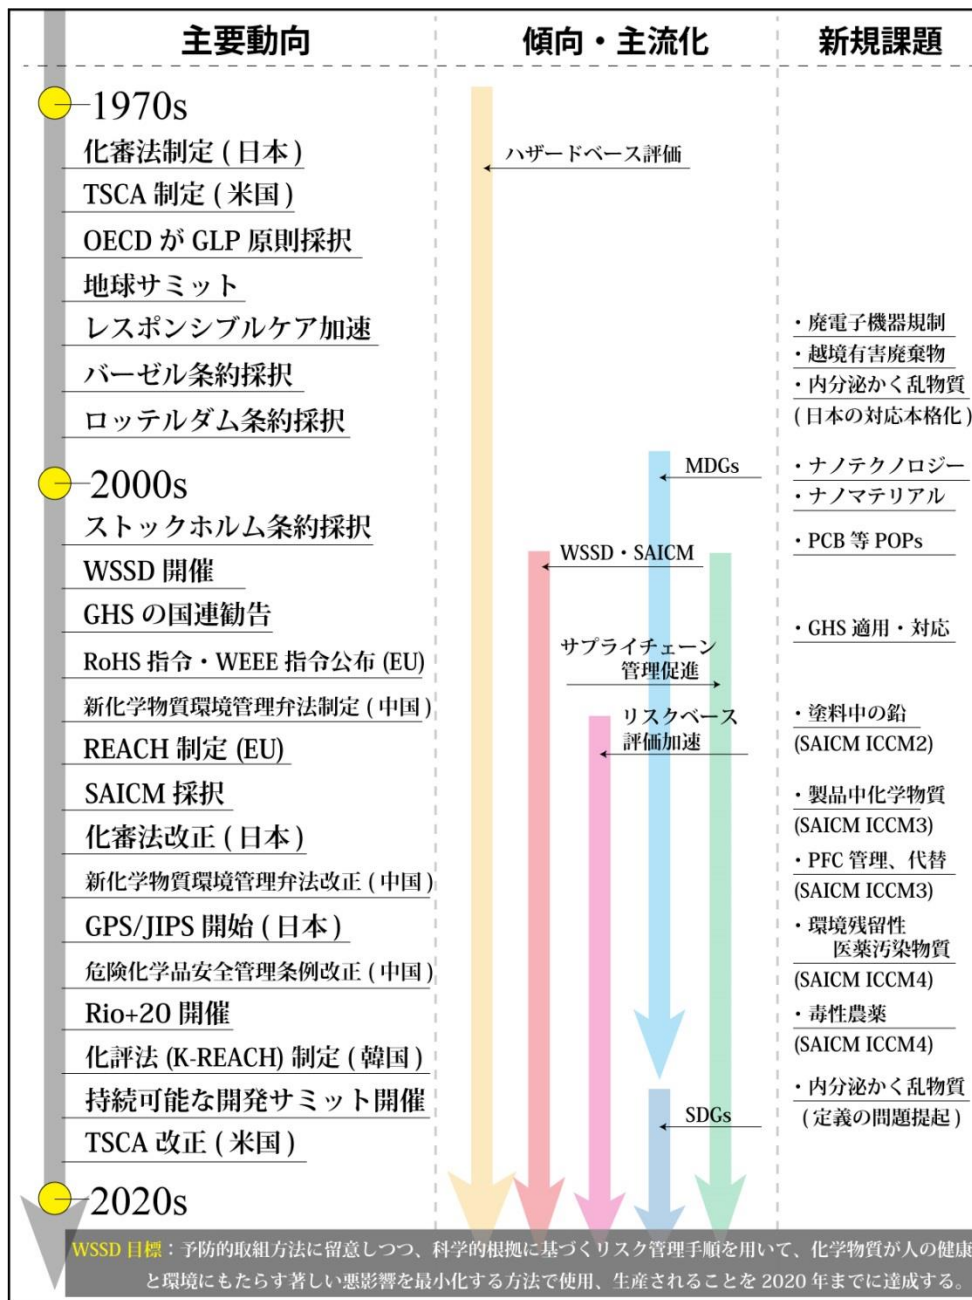 主要動向
傾向・主流化
新規課題
1970s
化審法制定 ( 日本 )
TSCA 制定 ( 米国 )
OECD が GLP 原則採択
地球サミット
レスポンシブルケア加速
バーゼル条約採択
ロッテルダム条約採択
2000s
ストックホルム条約採択
WSSD 開催
GHS の国連勧告
RoHS 指令・WEEE 指令公布 (EU)
新化学物質環境管理弁法制定 ( 中国 )
REACH 制定 (EU)
SAICM 採択
化審法改正 ( 日本 )
新化学物質環境管理弁法改正 ( 中国 )
GPS/JIPS 開始 ( 日本 )
危険化学品安全管理条例改正 ( 中国 )
Rio+20 開催
化評法 (K-REACH) 制定 ( 韓国 )
持続可能な開発サミット開催
TSCA 改正 ( 米国 )
2020s
ハザードベース評価
MDGs
WSSD・SAICM
サプライチェーン
管理促進
リスクベース
評価加速
SDGs
・廃電子機器規制
・越境有害廃棄物
・内分泌かく乱物質
( 日本の対応本格化 )
・ナノテクノロジー
・ナノマテリアル
・PCB 等 POPs
・GHS 適用・対応
・塗料中の鉛
(SAICM ICCM2)
・製品中化学物質
(SAICM ICCM3)
・PFC 管理、代替
(SAICM ICCM3)
・環境残留性
医薬汚染物質
(SAICM ICCM4)
・毒性農薬
(SAICM ICCM4)
・内分泌かく乱物質
( 定義の問題提起 )
WSSD 目標：予防的取組方法に留意しつつ、科学的根拠に基づくリスク管理手順を用いて、化学物質が人の健康
と環境にもたらす著しい悪影響を最小化する方法で使用、生産されることを 2020 年までに達成する。